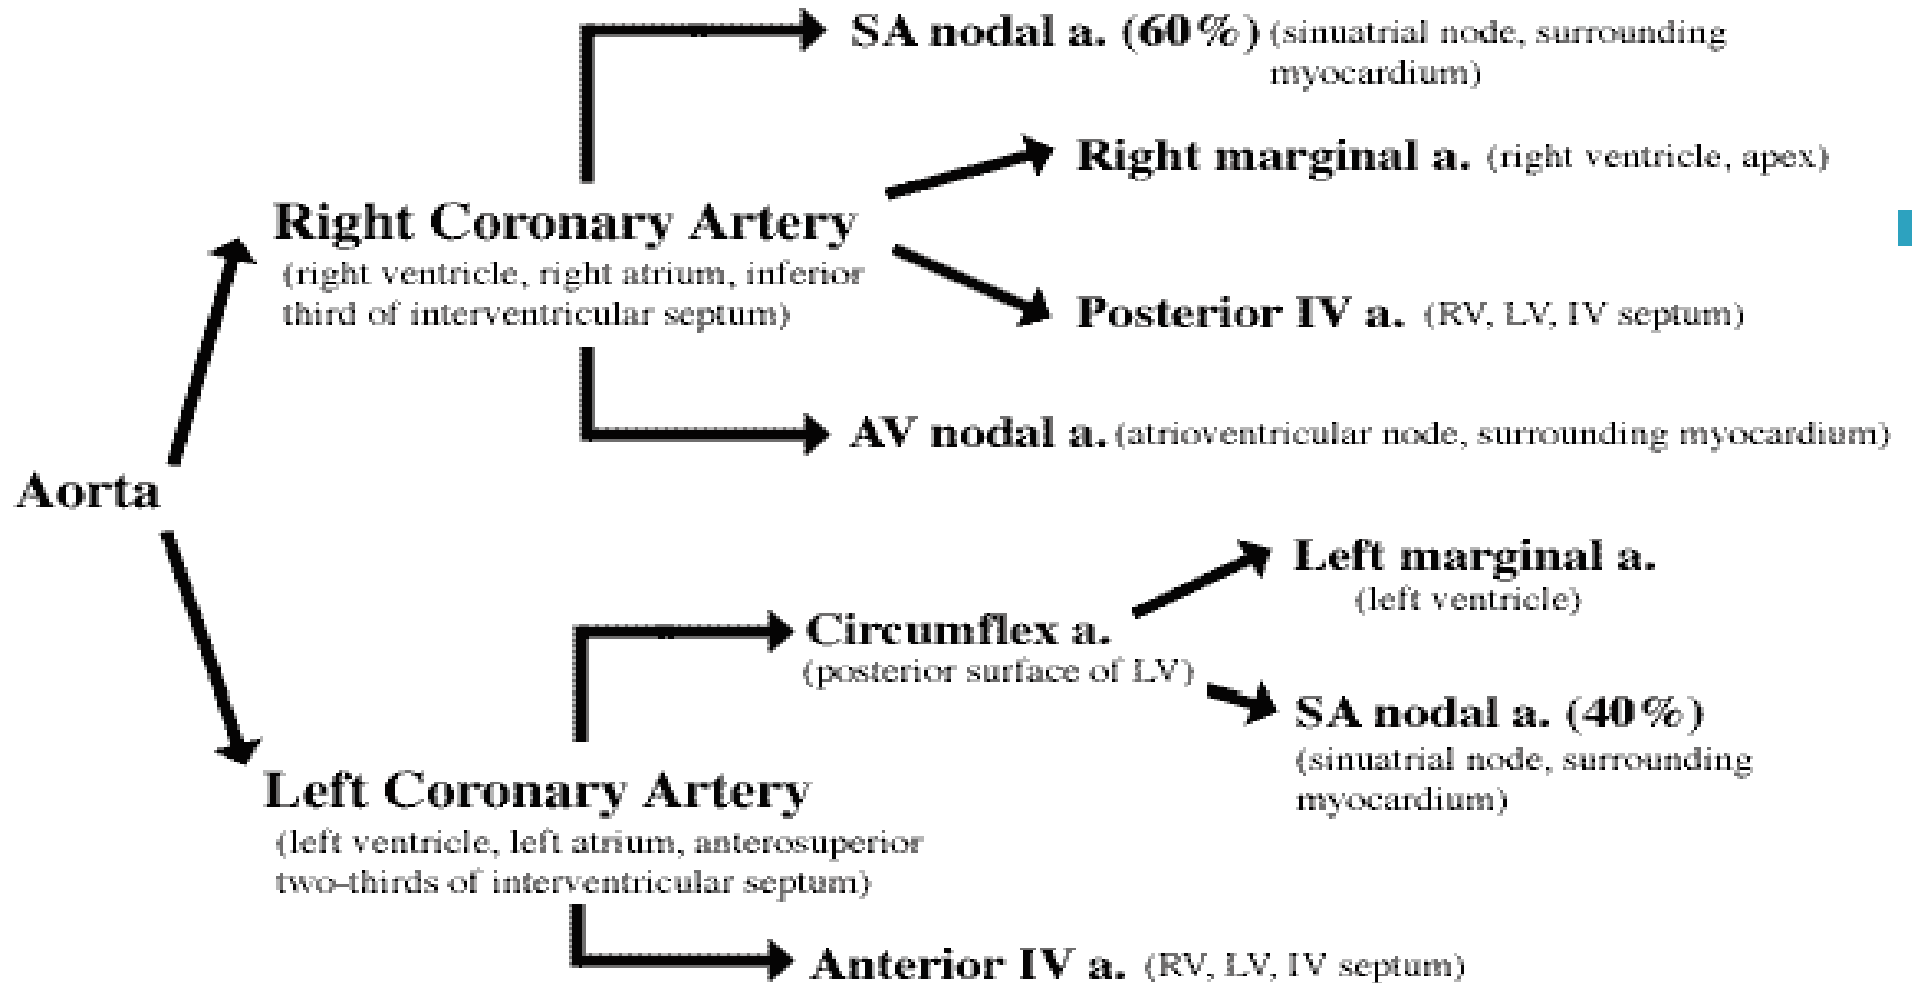 SA nodal a. (60%) (sinuatrial node, surrounding
myocardium)
Right marginal a. (right ventricle, apex)
Right Coronary Artery
(right ventricle, right atrium, inferior
third of interventricular septum)
Posterior IV a. (RV, LV, IV septum)
AV nodal a. (atrioventricular node, surrounding myocardium)
Aorta
Left marginal a.
(left ventricle)
Circumflex a.
(posterior surface of LV)
SA nodal a. (40%)
(sinuatrial node, surrounding
myocardium)
Left Coronary Artery
(left ventricle, left atrium, anterosuperior
two-thirds of interventricular septum)
Anterior IV a. (RV, LV, IV septum)